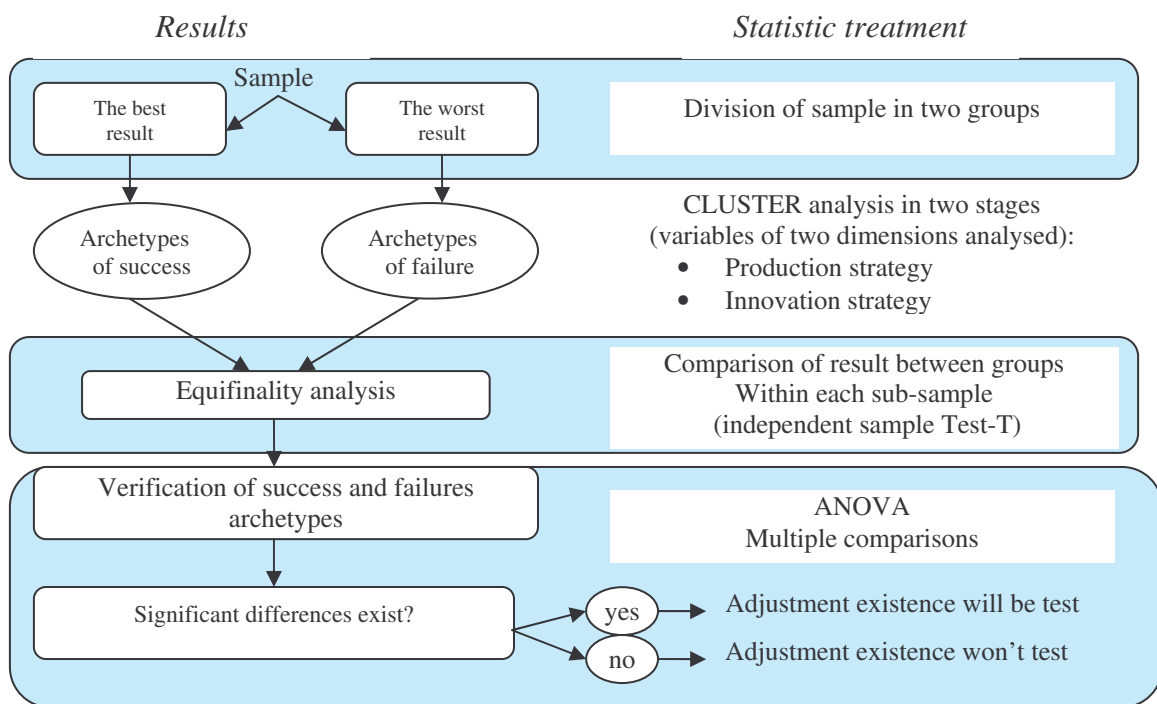 Results
Statistic treatment
Sample
The best
result
The worst
result
Division of sample in two groups
Archetypes
of success
Archetypes
of failure
CLUSTER analysis in two stages
(variables of two dimensions analysed):
• Production strategy
• Innovation strategy
Equifinality analysis
Comparison of result between groups
Within each sub-sample
(independent sample Test-T)
Verification of success and failures
archetypes
ANOVA
Multiple comparisons
Significant differences exist?
yes
Adjustment existence will be test
no
Adjustment existence won’t test